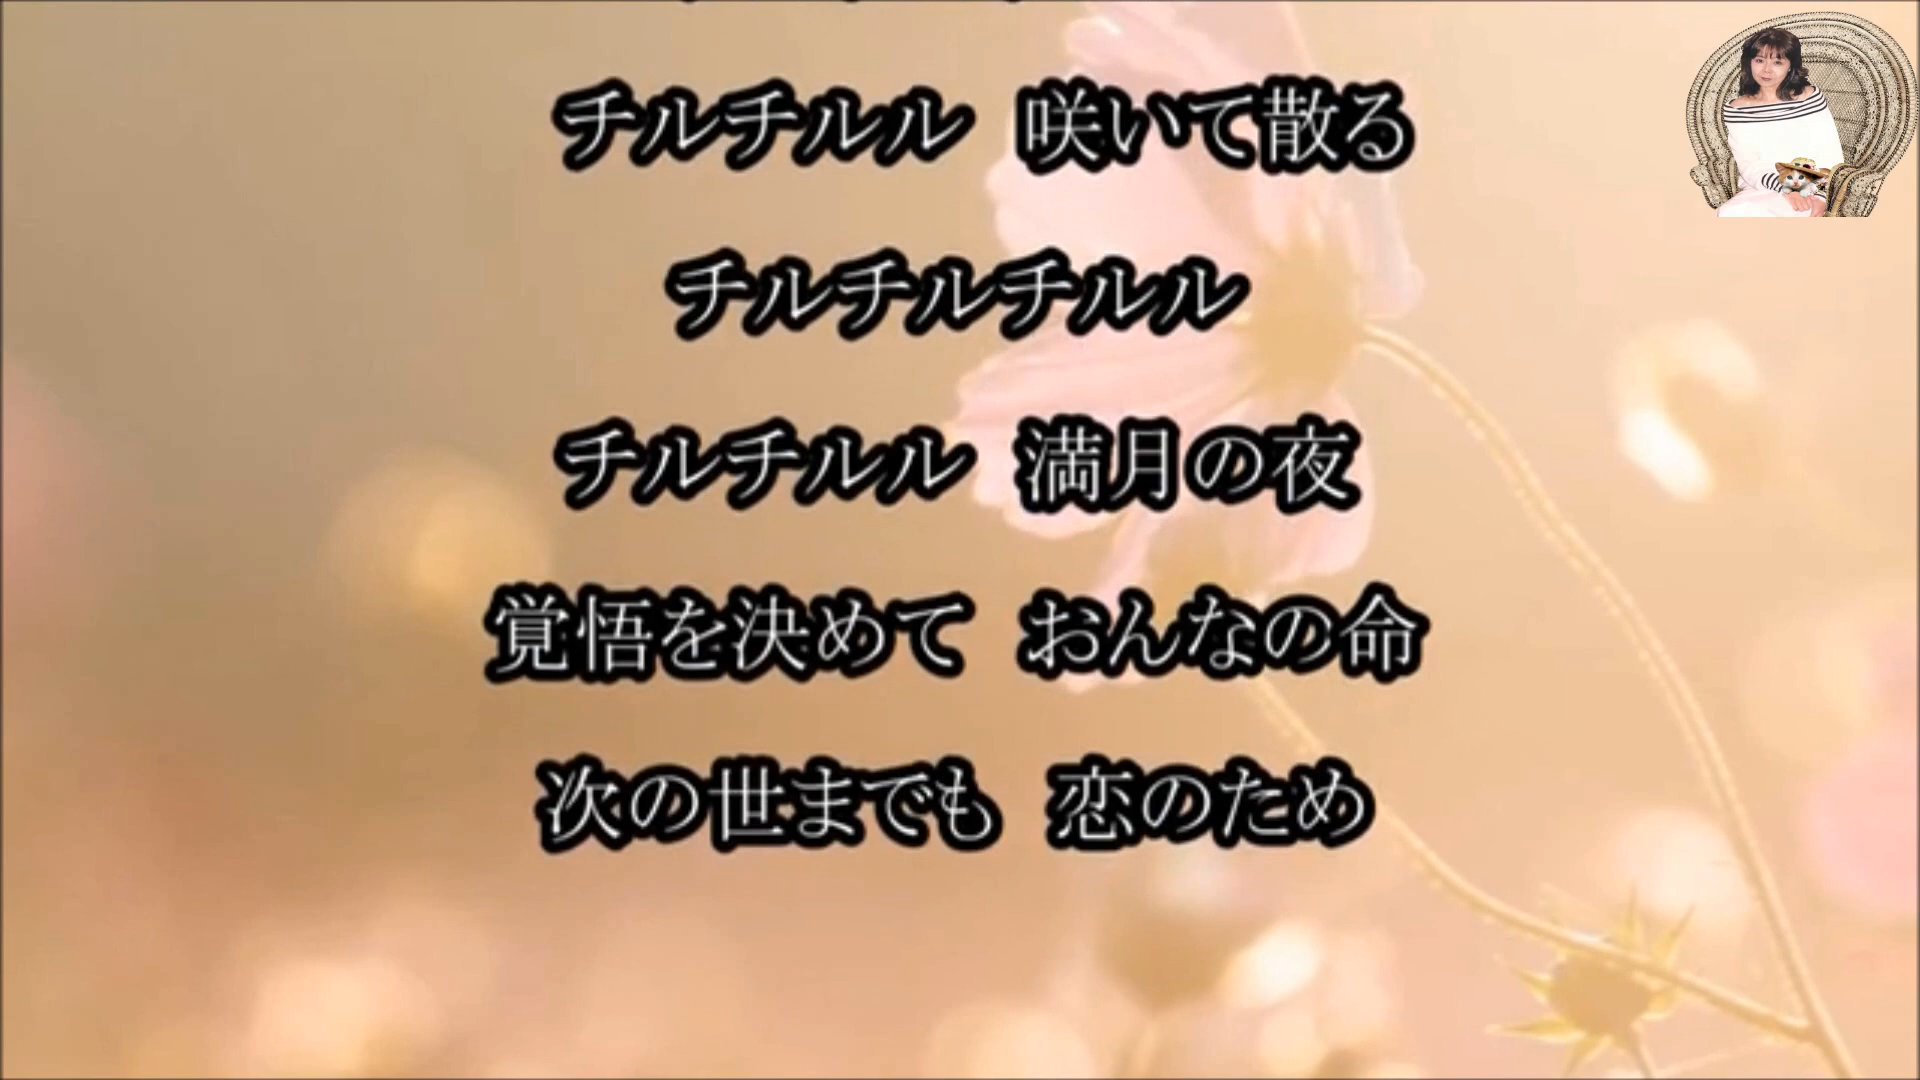 チルチルル　咲いて散る
チルチルチルル
チルチルル　満月の夜
覚悟を決めて　おんなの命
次の世までも　恋のため